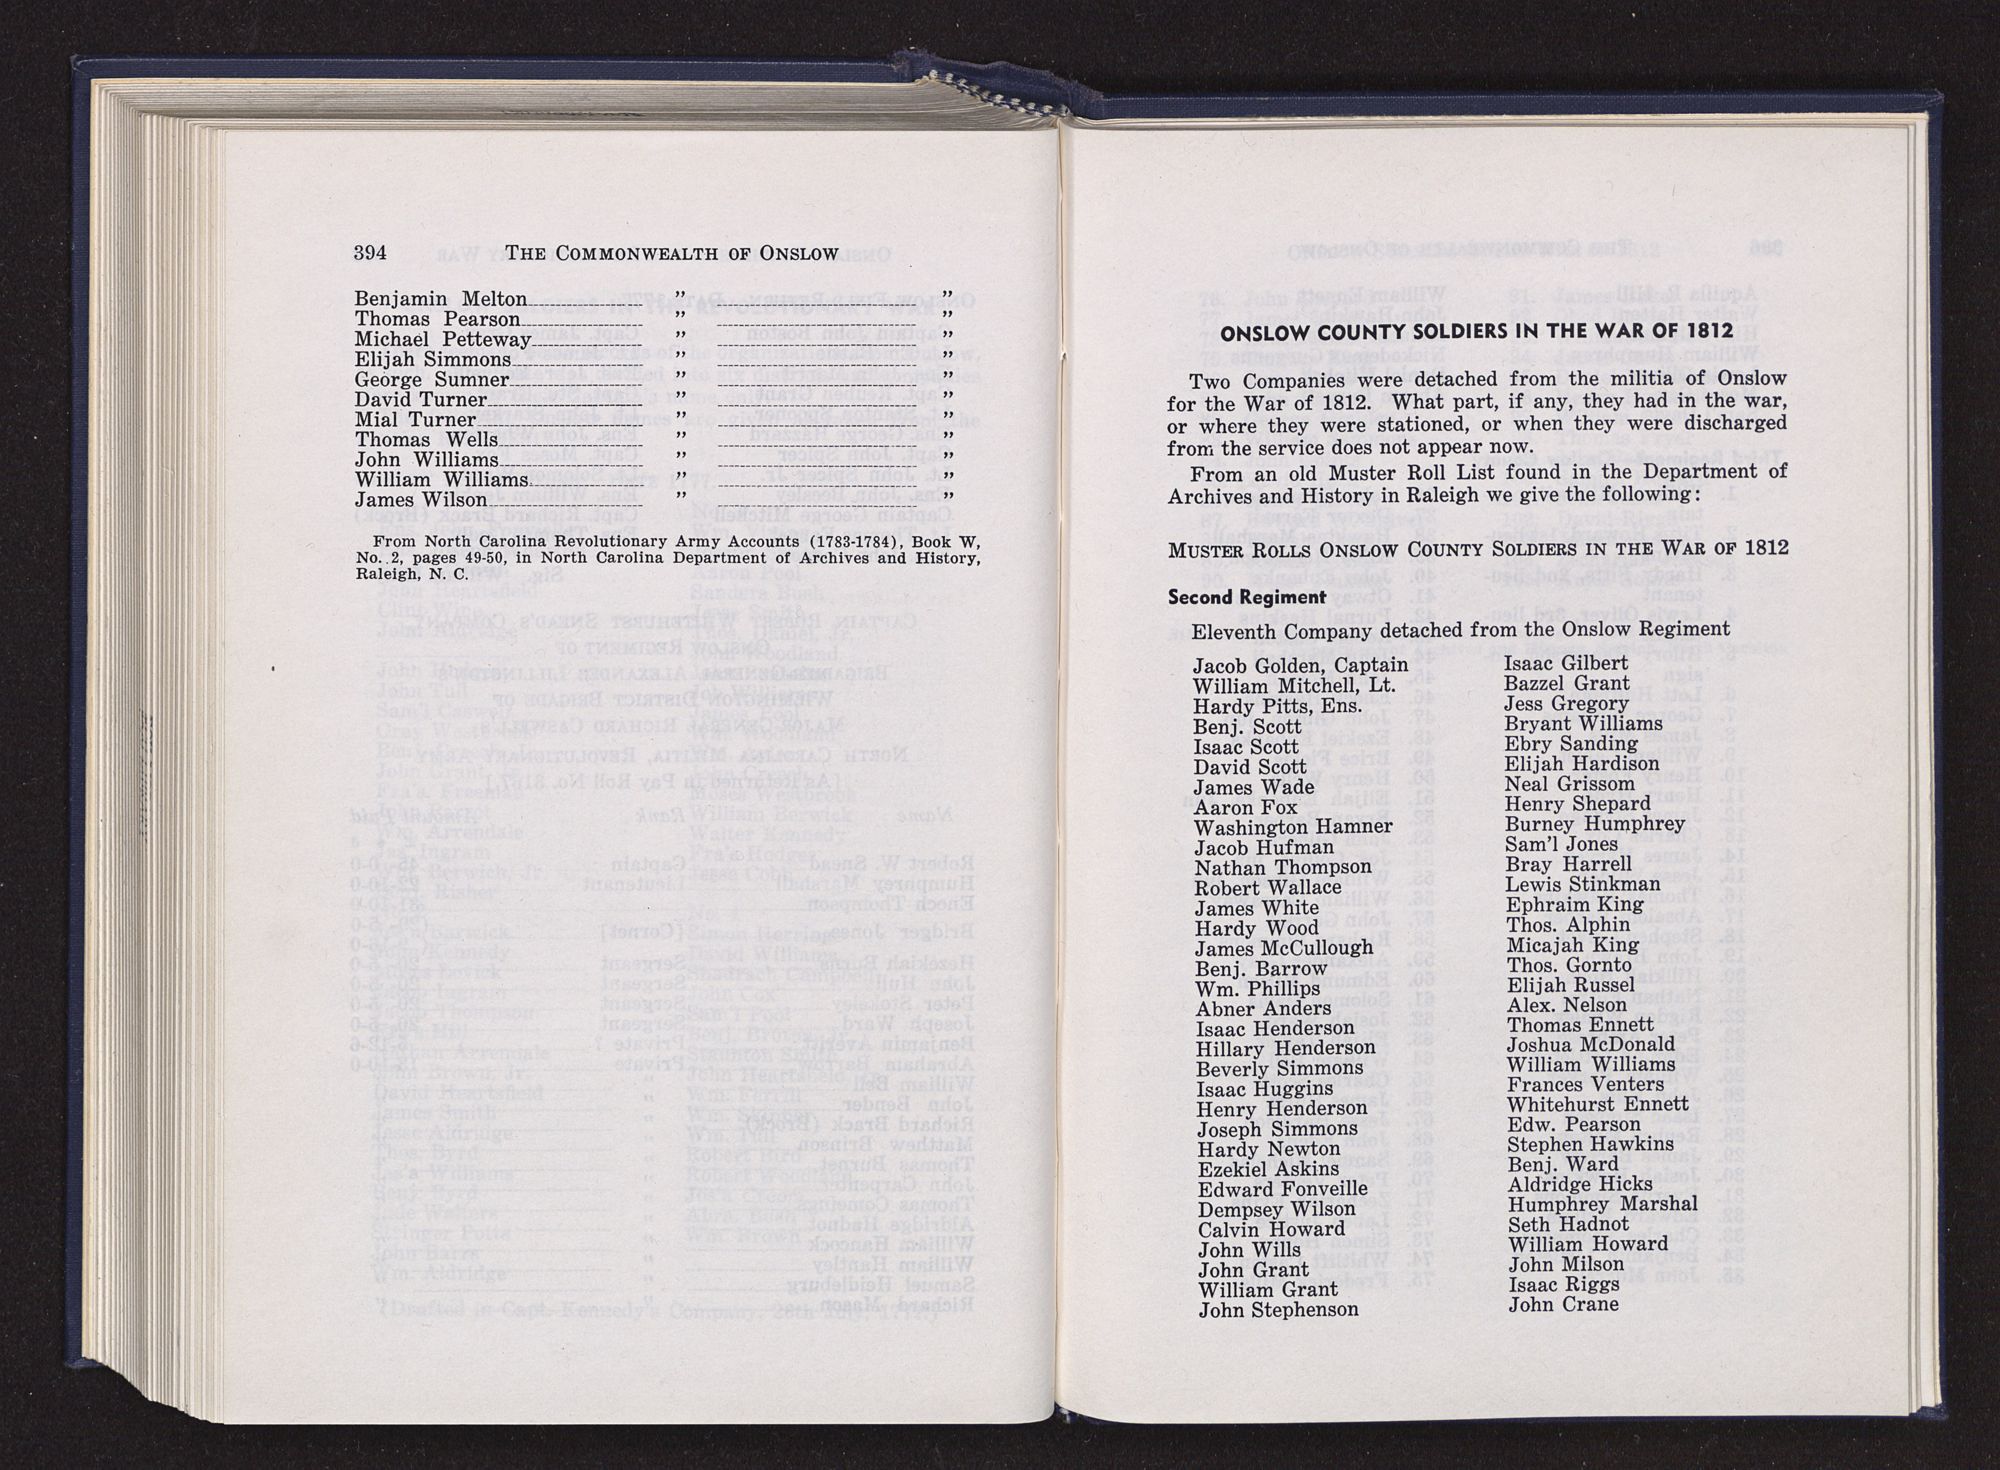 394 THE COMMONWEALTH OF ONSLOW
Benjamin Melton ” ”
Thomas Pearson ” ”
Michael Petteway ” ”
Elijah Simmons ” ”
George Sumner ” ”
David Turner ” ”
Mial Turner ” ”
Thomas Wells ” ”
John Williams ” ”
William Williams ” ”
James Wilson ” ”
From North Carolina Revolutionary Army Accounts (1783-1784), Book W,
No. 2, pages 49-50, in North Carolina Department of Archives and History,
Raleigh, N. C.
ONSLOW COUNTY SOLDIERS IN THE WAR OF 1812
Two Companies were detached from the militia of Onslow
for the War of 1812. What part, if any, they had in the war,
or where they were stationed, or when they were discharged
from the service does not appear now.
From an old Muster Roll List found in the Department of
Archives and History in Raleigh we give the following:
MUSTER ROLLS ONSLOW COUNTY SOLDIERS IN THE WAR OF 1812
Second Regiment
Eleventh Company detached from the Onslow Regiment
Jacob Golden, Captain
William Mitchell, Lt.
Hardy Pitts, Ens.
Benj. Scott
Isaac Scott
David Scott
James Wade
Aaron Fox
Washington Hamner
Jacob Hufman
Nathan Thompson
Robert Wallace
James White
Hardy Wood
James McCullough
Benj. Barrow
Wm. Phillips
Abner Anders
Isaac Henderson
Hillary Henderson
Beverly Simmons
Isaac Huggins
Henry Henderson
Joseph Simmons
Hardy Newton
Ezekiel Askins
Edward Fonveille
Dempsey Wilson
Calvin Howard
John Wills
John Grant
William Grant
John Stephenson
Isaac Gilbert
Bazzel Grant
Jess Gregory
Bryant Williams
Ebry Sanding
Elijah Hardison
Neal Grissom
Henry Shepard
Burney Humphrey
Sam'l Jones
Bray Harrell
Lewis Stinkman
Ephraim King
Thos. Alphin
Micajah King
Thos. Gornto
Elijah Russel
Alex. Nelson
Thomas Ennett
Joshua McDonald
William Williams
Frances Venters
Whitehurst Ennett
Edw. Pearson
Stephen Hawkins
Benj. Ward
Aldridge Hicks
Humphrey Marshal
Seth Hadnot
William Howard
John Milson
Isaac Riggs
John Crane